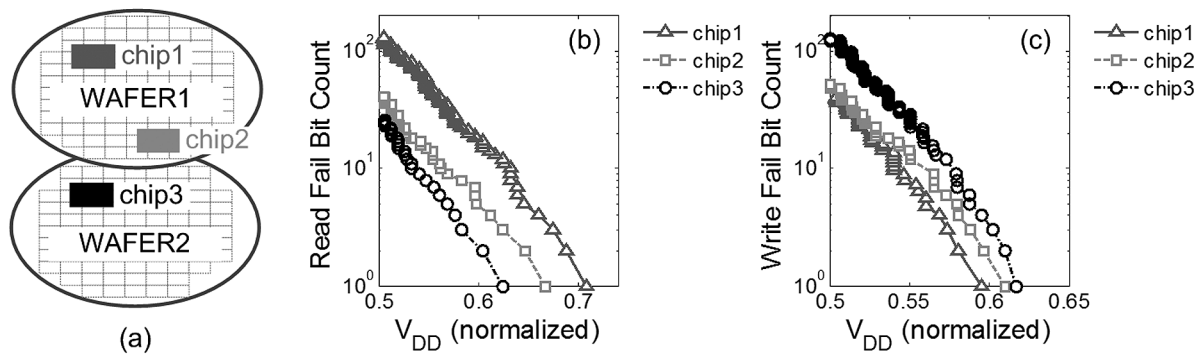 chip1
WAFER1
chip2
chip3
WAFER2
(a)
(b)
Read Fail Bit Count
10²
10¹
10⁰
0.5
0.6
0.7
V_DD (normalized)
chip1
chip2
chip3
(c)
Write Fail Bit Count
10²
10¹
10⁰
0.5
0.55
0.6
0.65
V_DD (normalized)
chip1
chip2
chip3